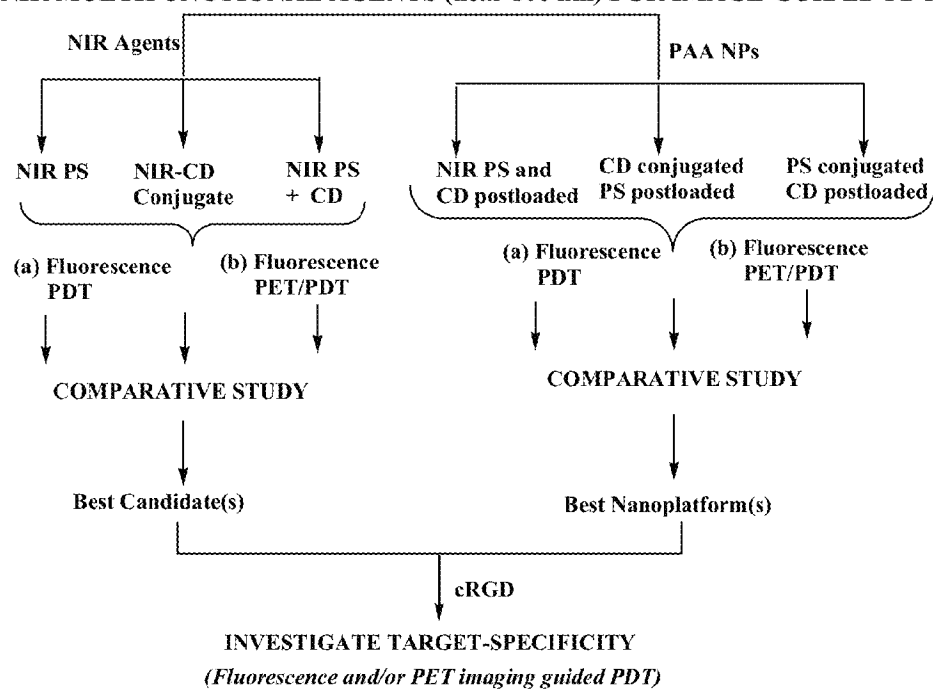 NIR Agents
PAA NPs
NIR PS
NIR-CD
Conjugate
NIR PS
+ CD
NIR PS and
CD postloaded
CD conjugated
PS postloaded
PS conjugated
CD postloaded
(a) Fluorescence
PDT
(b) Fluorescence
PET/PDT
(a) Fluorescence
PDT
(b) Fluorescence
PET/PDT
COMPARATIVE STUDY
COMPARATIVE STUDY
Best Candidate(s)
Best Nanoplatform(s)
cRGD
INVESTIGATE TARGET-SPECIFICITY
(Fluorescence and/or PET imaging guided PDT)